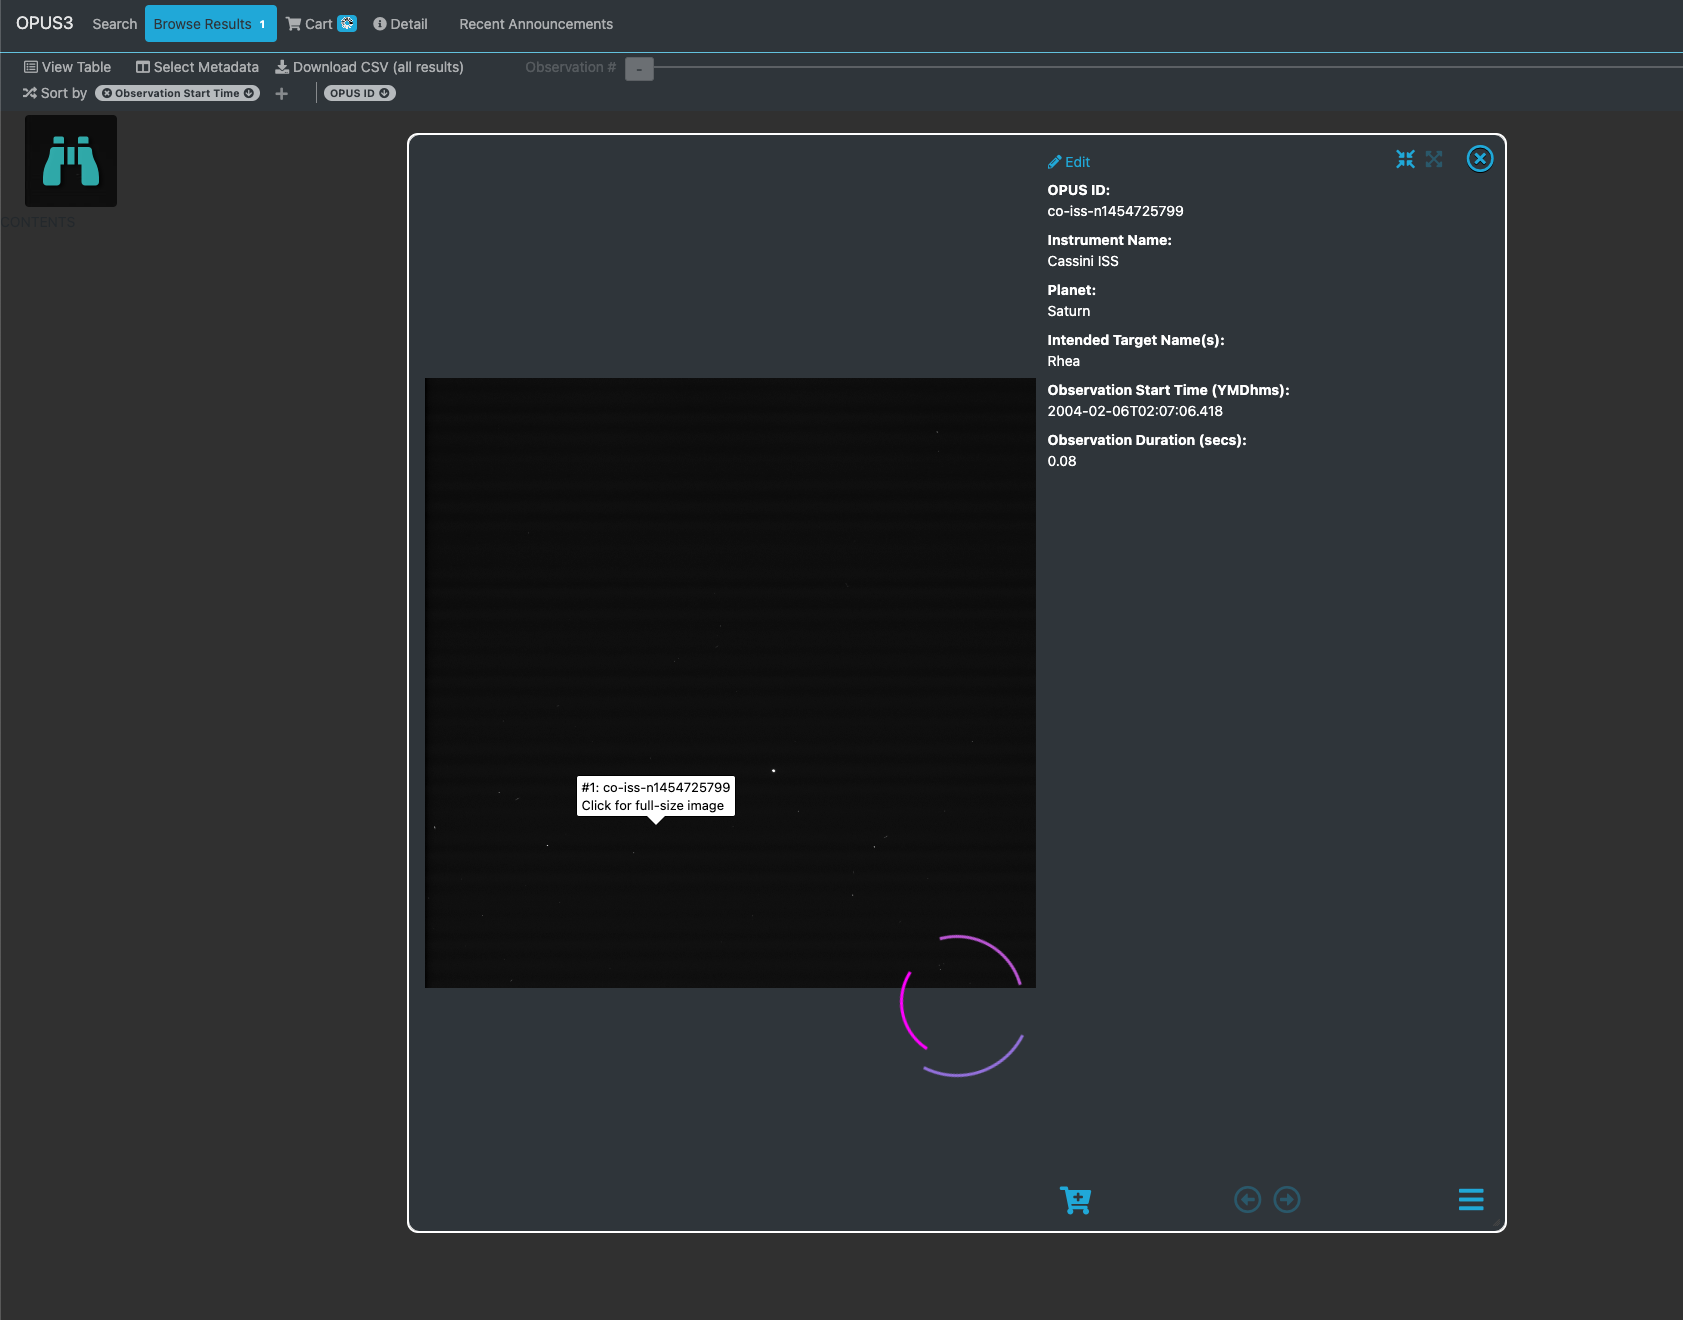 OPUS3 Search Browse Results 1 Cart Detail Recent Announcements
View Table Select Metadata Download CSV (all results) Observation # -
Sort by Observation Start Time OPUS ID
CONTENTS
Edit
OPUS ID:
co-iss-n1454725799
Instrument Name:
Cassini ISS
Planet:
Saturn
Intended Target Name(s):
Rhea
Observation Start Time (YMDhms):
2004-02-06T02:07:06.418
Observation Duration (secs):
0.08
#1: co-iss-n1454725799
Click for full-size image